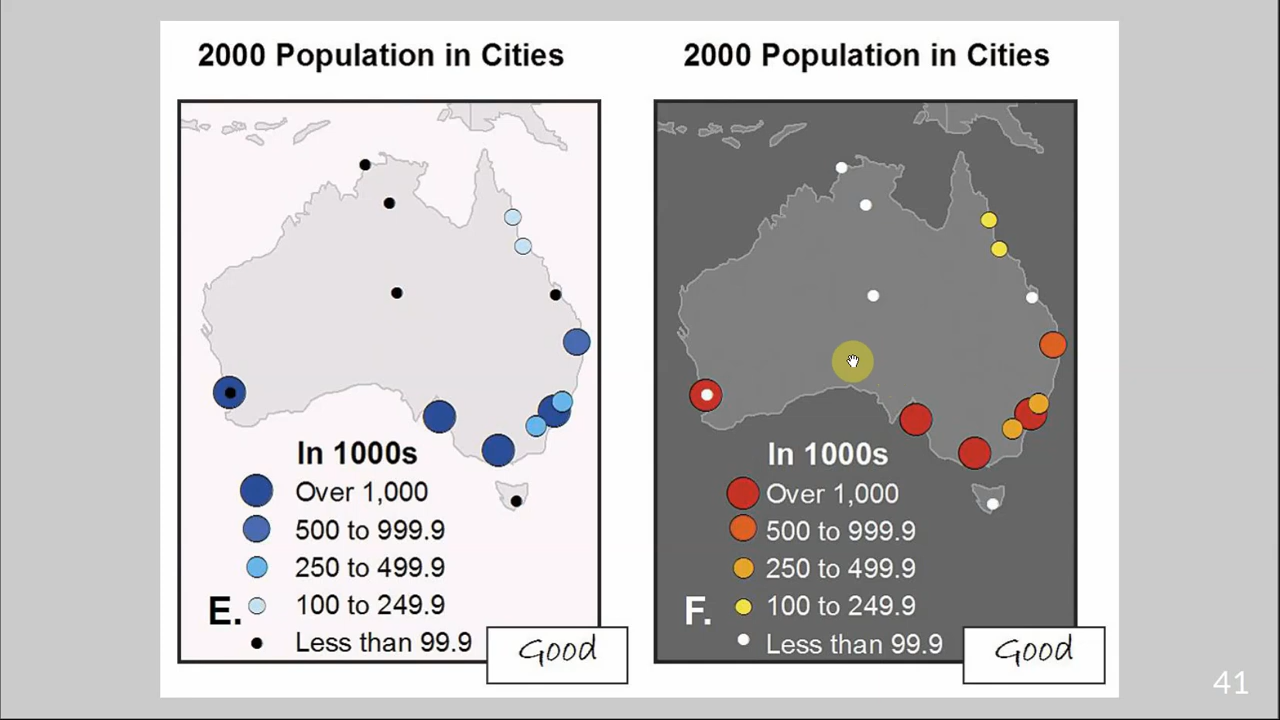 2000 Population in Cities
In 1000s
Over 1,000
500 to 999.9
250 to 499.9
100 to 249.9
Less than 99.9
E.
Good
2000 Population in Cities
In 1000s
Over 1,000
500 to 999.9
250 to 499.9
100 to 249.9
Less than 99.9
F.
Good
41